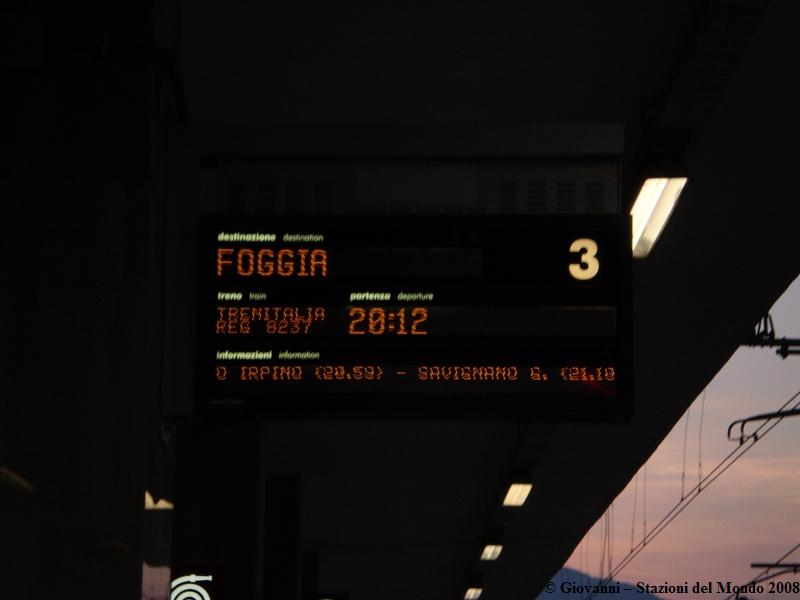 destinazione destination
FOGGIA
3
treno train partenza departure
TRENITALIA
REG 8237
20:12
informazioni information
O IRPINO (20.59) - SAVIGNANO G. (21.10
© Giovanni – Stazioni del Mondo 2008